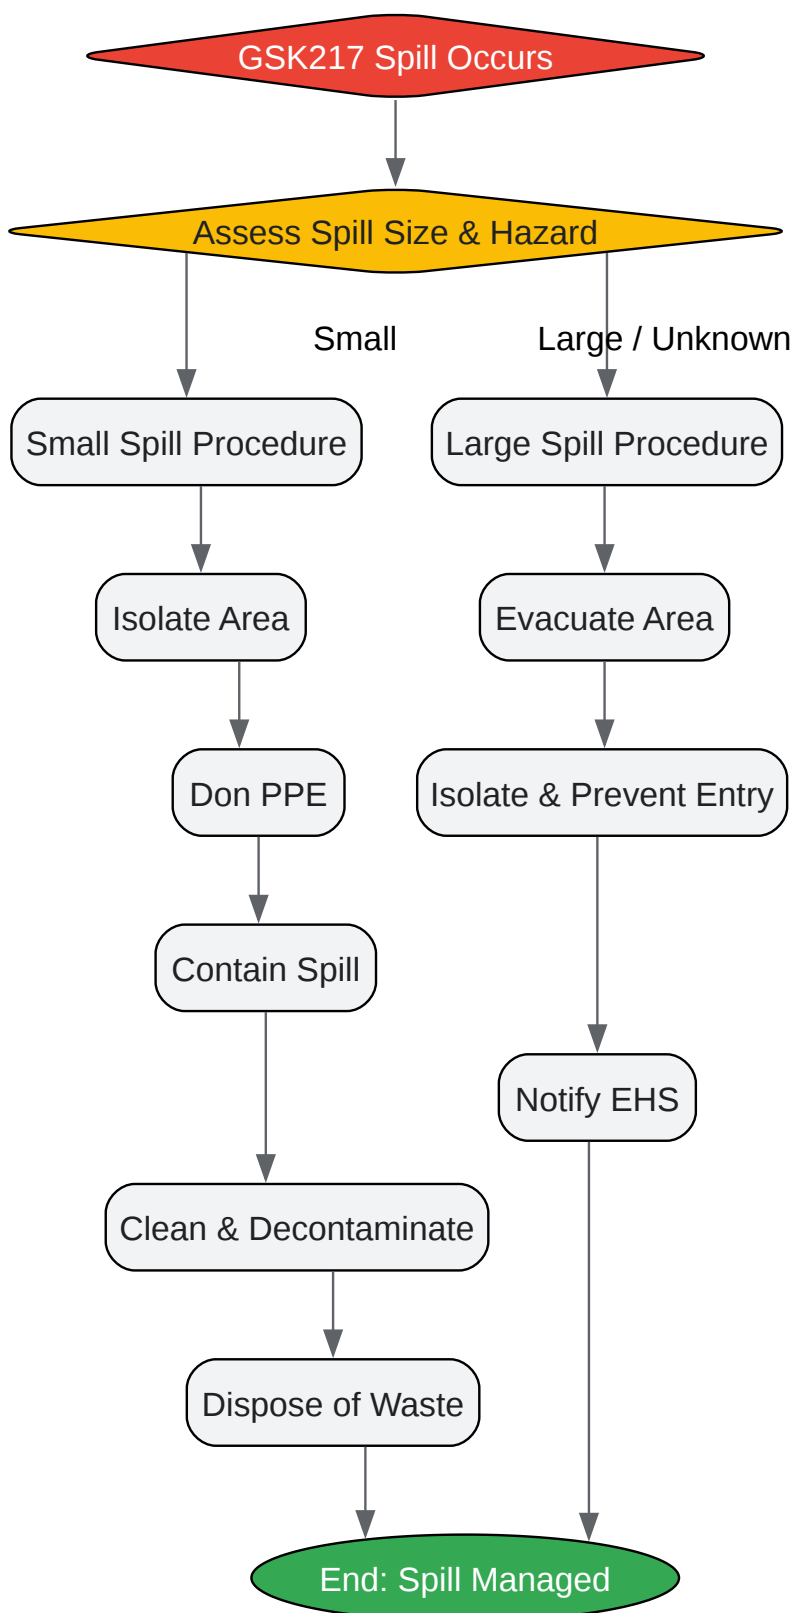 GSK217 Spill Occurs
Assess Spill Size & Hazard
Small
Large / Unknown
Small Spill Procedure
Large Spill Procedure
Isolate Area
Evacuate Area
Don PPE
Isolate & Prevent Entry
Contain Spill
Notify EHS
Clean & Decontaminate
Dispose of Waste
End: Spill Managed